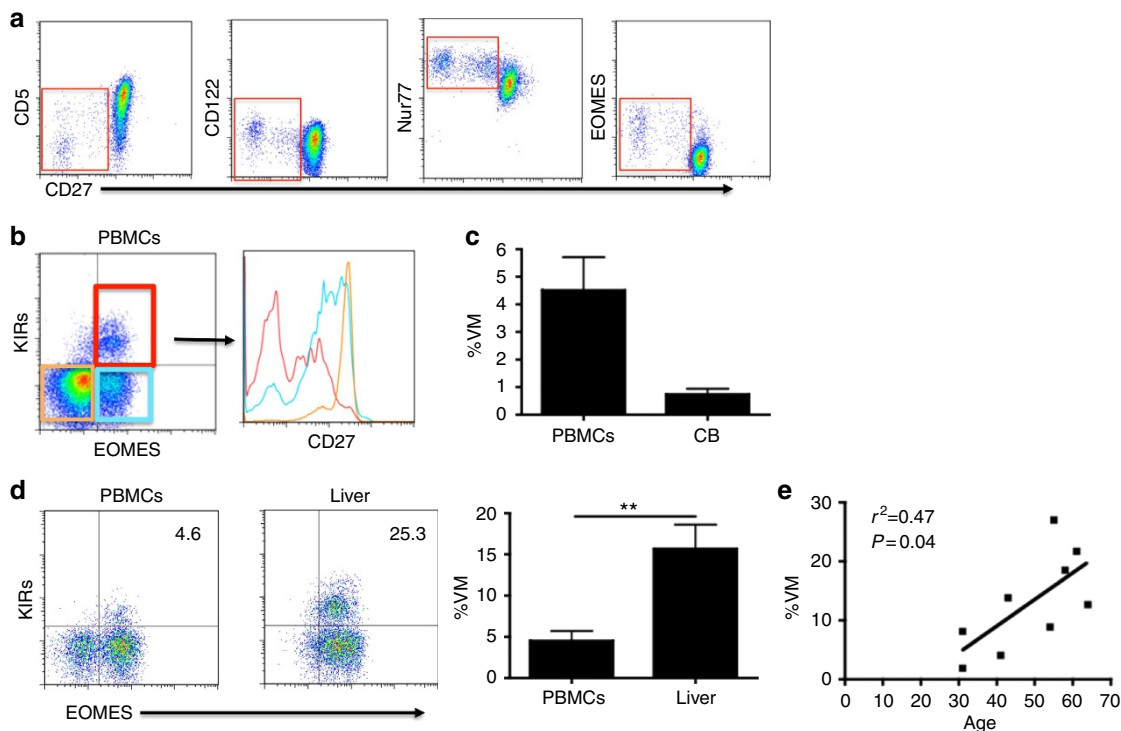 a
CD5
CD122
Nur77
EOMES
CD27
b
PBMCs
KIRs
EOMES
CD27
c
%VM
6
5
4
3
2
1
0
PBMCs CB
d
PBMCs
4.6
KIRs
Liver
25.3
EOMES
%VM
20
15
10
5
0
**
PBMCs Liver
e
%VM
30
20
10
0
r²=0.47
P=0.04
0 10 20 30 40 50 60 70
Age